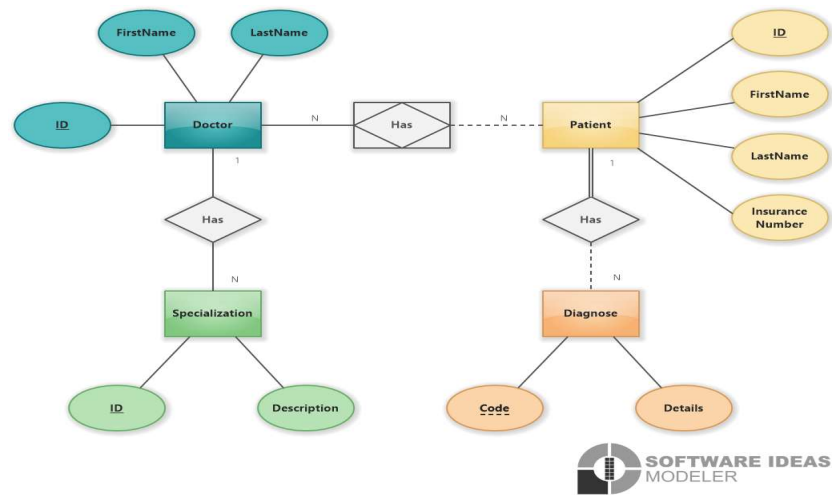 FirstName
LastName
ID
ID
Doctor
N
Has
N
Patient
FirstName
1
1
LastName
Has
Has
Insurance
Number
N
N
Specialization
Diagnose
ID
Description
Code
Details
SOFTWARE IDEAS
MODELER